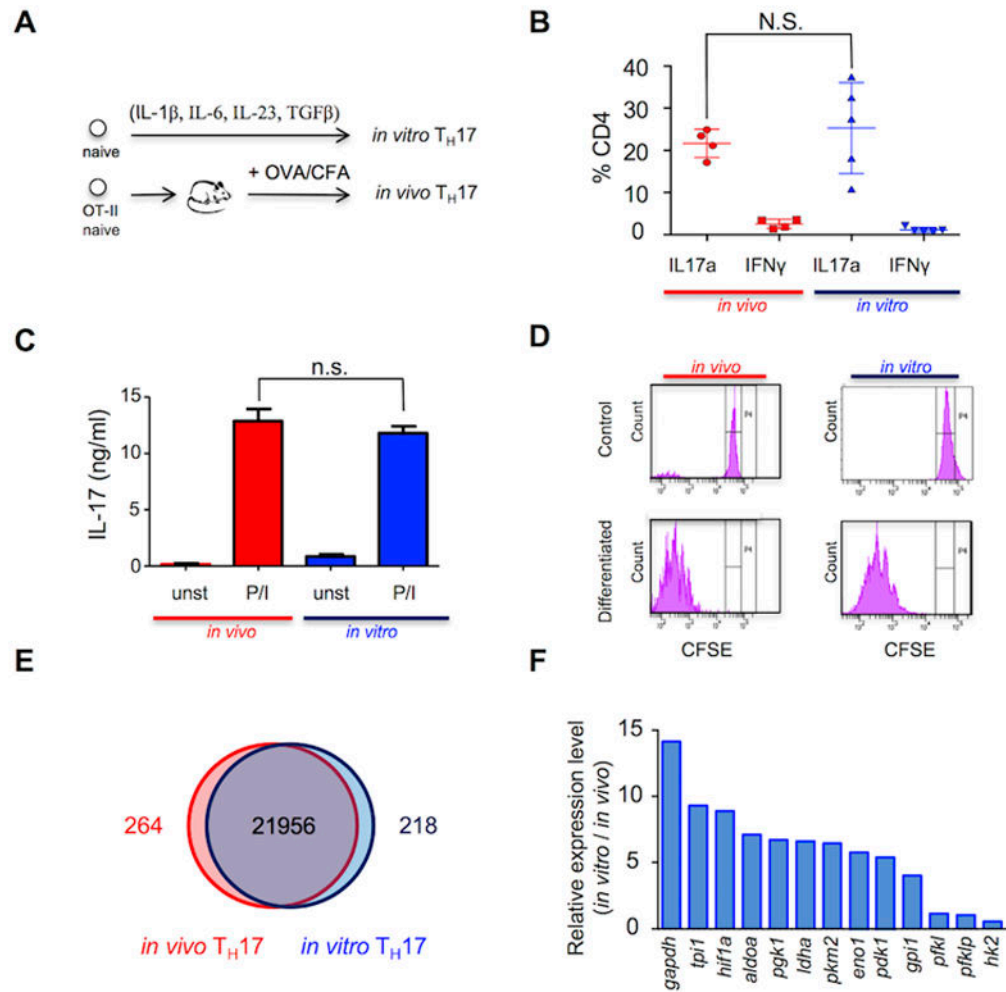 A
(IL-1β, IL-6, IL-23, TGFβ)
naive
in vitro TH17
+ OVA/CFA
OT-II
naive
in vivo TH17
B
N.S.
% CD4
40
30
20
10
0
IL17a IFNγ IL17a IFNγ
in vivo in vitro
C
n.s.
IL-17 (ng/ml)
15
10
5
0
unst P/I unst P/I
in vivo in vitro
D
in vivo in vitro
Control
Count
P4
Count
P4
Differentiated
Count
P4
Count
P4
CFSE CFSE
E
264 21956 218
in vivo TH17 in vitro TH17
F
Relative expression level
(in vitro / in vivo)
15
10
5
0
gapdh tpi1 hif1a aldoa pgk1 ldha pkm2 eno1 pdk1 gpi1 pfkl pfklp hk2